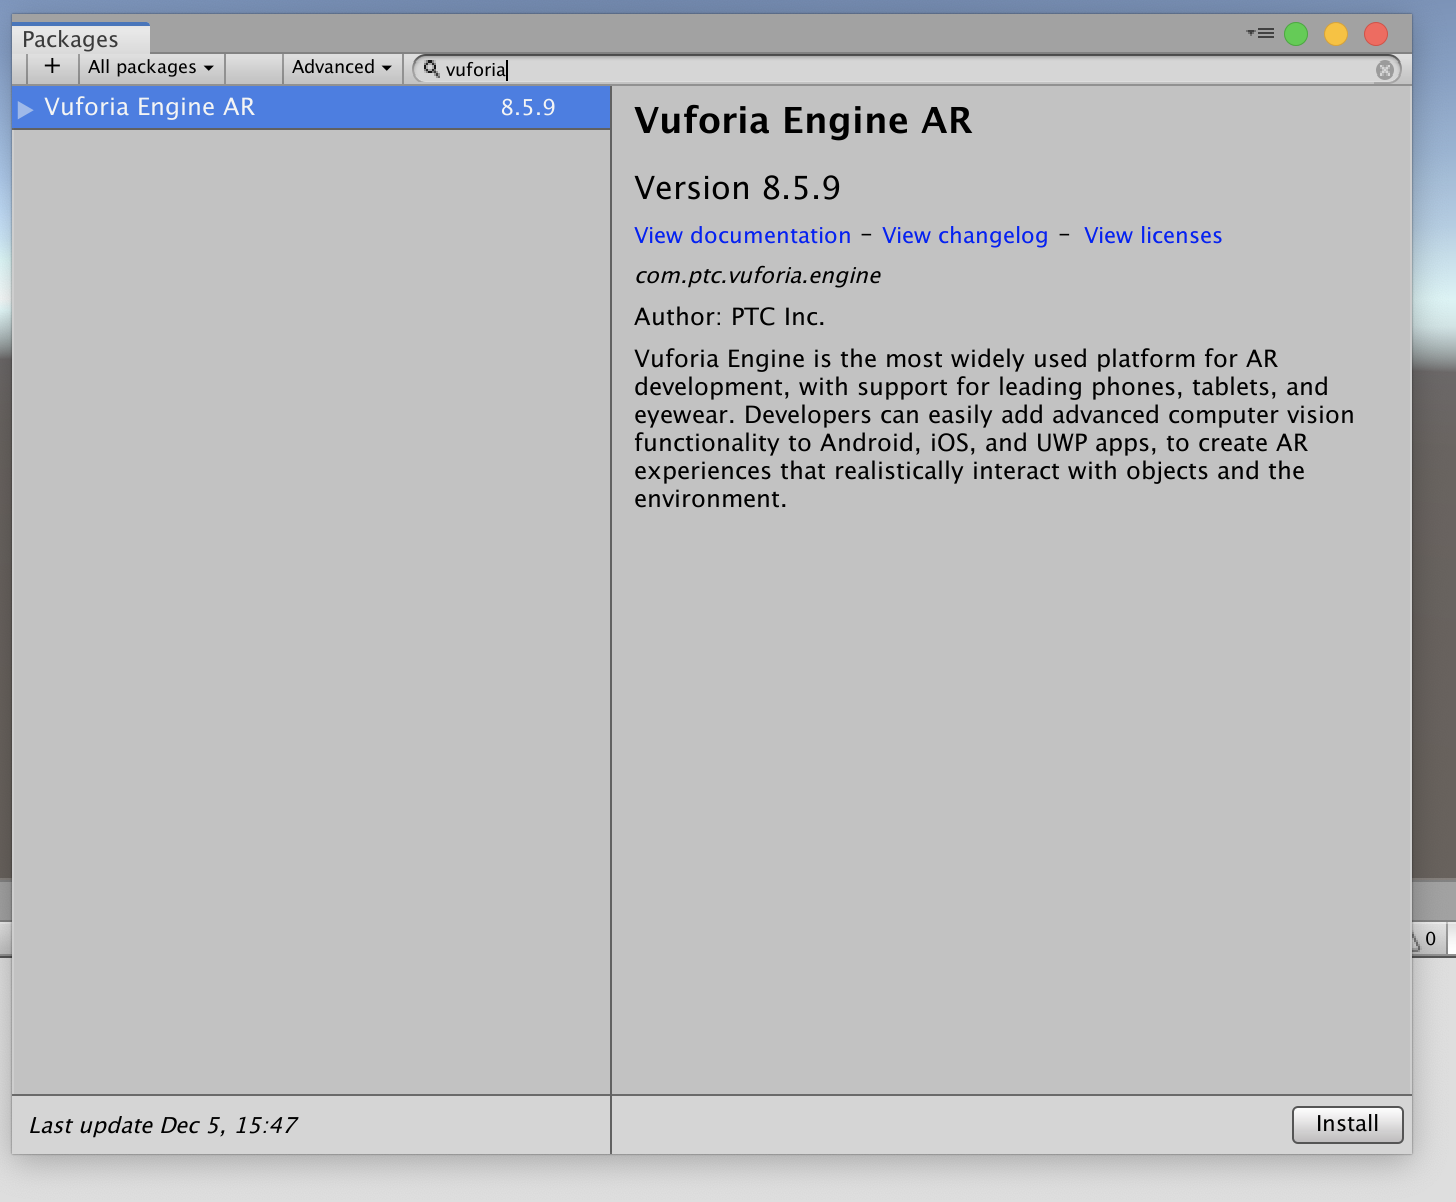 Packages
+ All packages Advanced vuforia
Vuforia Engine AR 8.5.9
Vuforia Engine AR
Version 8.5.9
View documentation - View changelog - View licenses
com.ptc.vuforia.engine
Author: PTC Inc.
Vuforia Engine is the most widely used platform for AR
development, with support for leading phones, tablets, and
eyewear. Developers can easily add advanced computer vision
functionality to Android, iOS, and UWP apps, to create AR
experiences that realistically interact with objects and the
environment.
0
Last update Dec 5, 15:47
Install